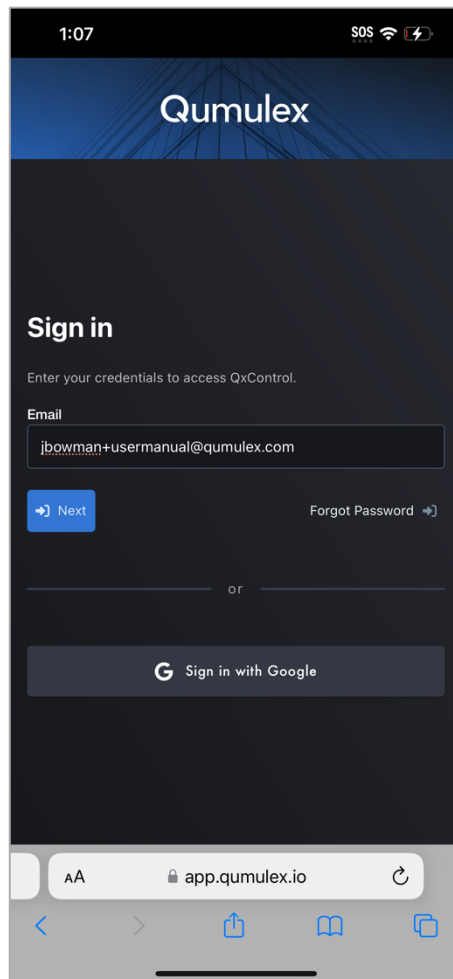 1:07 SOS
Qumulex
Sign in
Enter your credentials to access QxControl.
Email
jbowman+usermanual@qumulex.com
Next Forgot Password
or
G Sign in with Google
AA app.qumulex.io